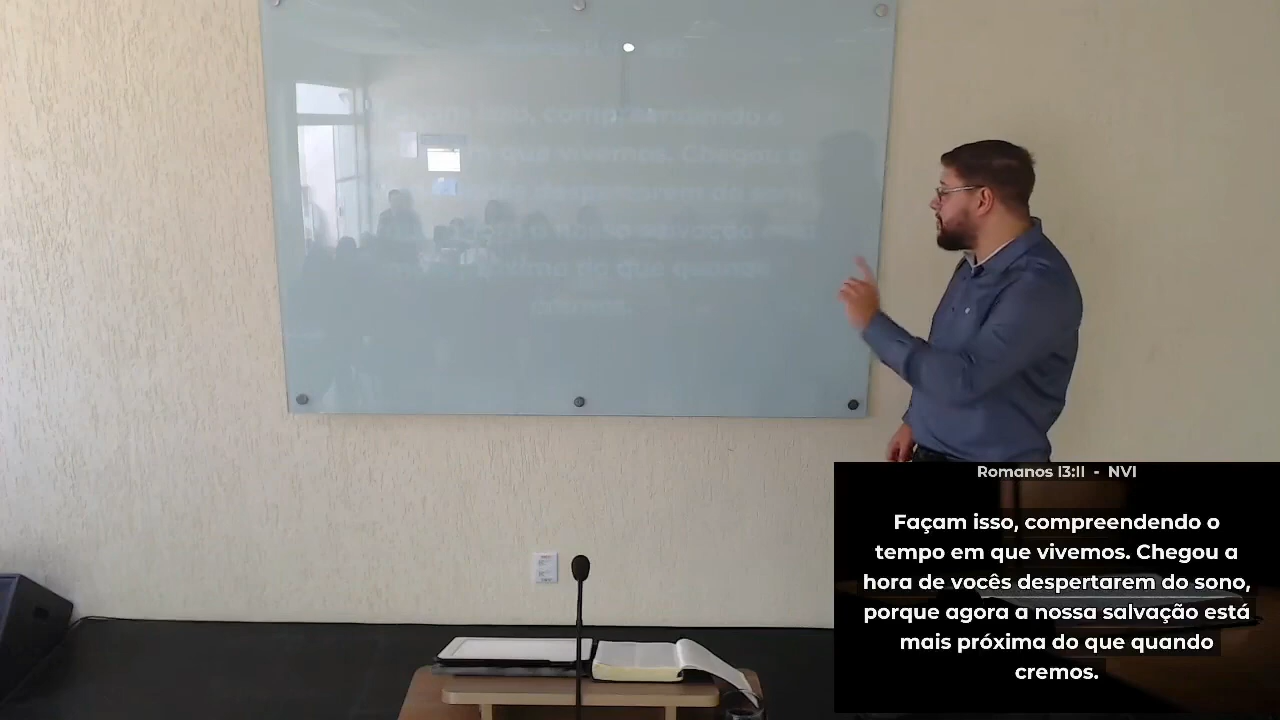 Romanos 13:11 - NVI
Façam isso, compreendendo o
tempo em que vivemos. Chegou a
hora de vocês despertarem do sono,
porque agora a nossa salvação está
mais próxima do que quando
cremos.